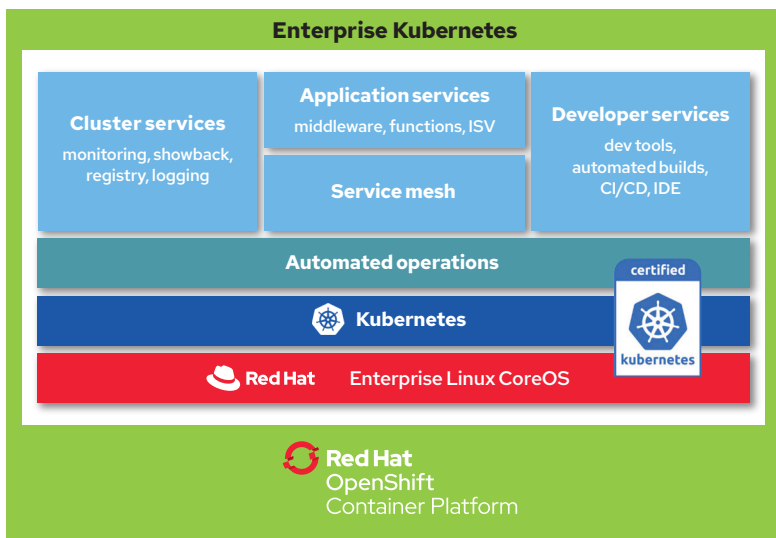 Enterprise Kubernetes
Cluster services
monitoring, showback,
registry, logging
Application services
middleware, functions, ISV
Service mesh
Developer services
dev tools,
automated builds,
CI/CD, IDE
Automated operations
Kubernetes
certified
kubernetes
Red Hat Enterprise Linux CoreOS
Red Hat
OpenShift
Container Platform